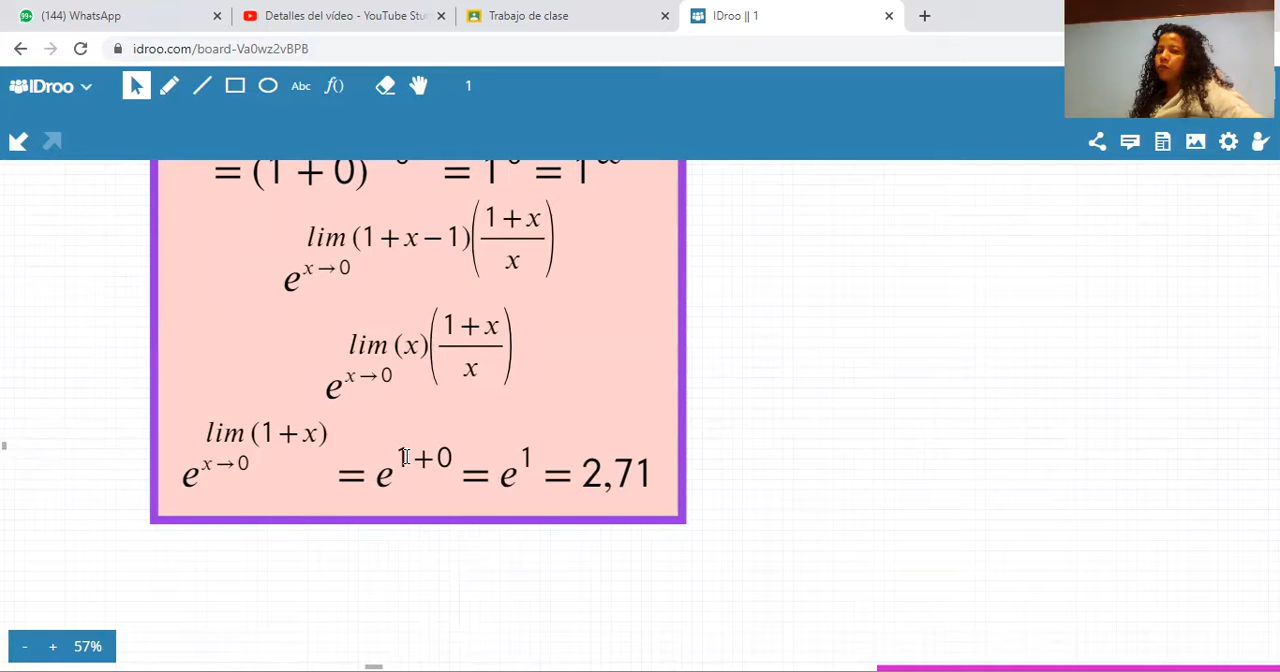 (144) WhatsApp
Detalles del vídeo - YouTube Stu
Trabajo de clase
IDroo || 1
idroo.com/board-Va0wz2vBPB
IDroo Abc f() 1
= (1 + 0) = 1 = 1^∞
e^{lim x→0 (1 + x − 1)((1 + x)/x)}
e^{lim x→0 (x)((1 + x)/x)}
e^{lim x→0 (1 + x)} = e^{1+0} = e^1 = 2,71
- + 57%